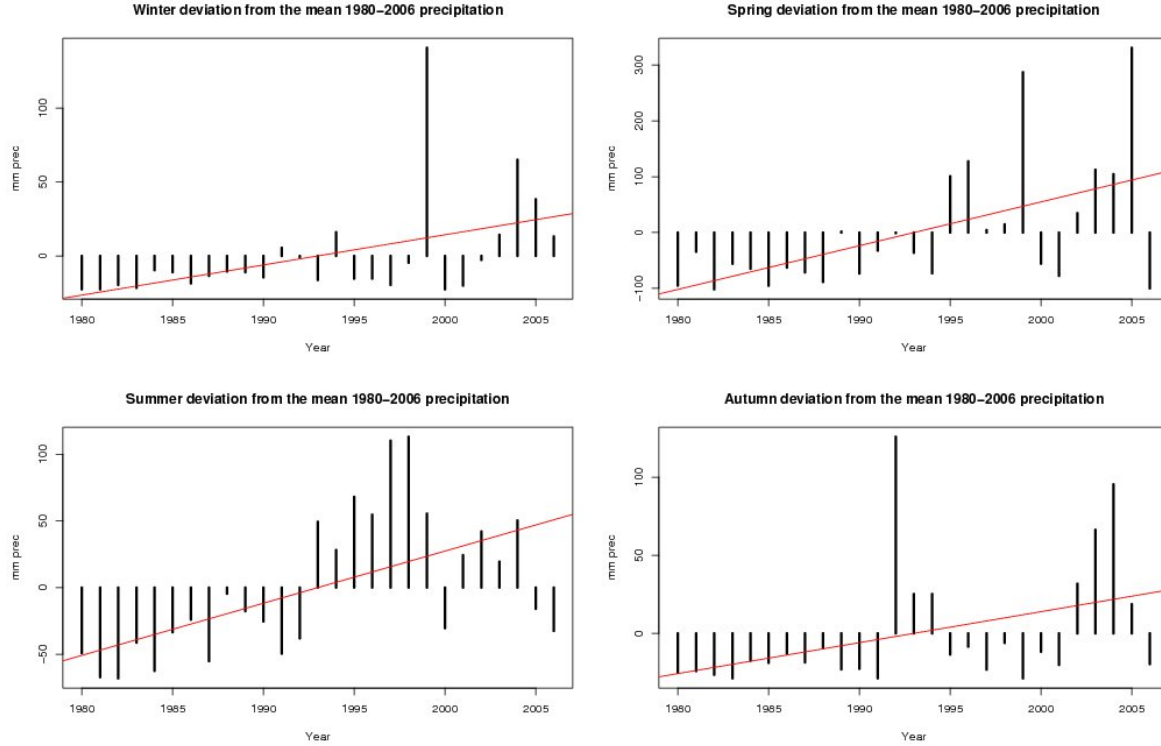 Winter deviation from the mean 1980−2006 precipitation
mm prec
100
50
0
1980 1985 1990 1995 2000 2005
Year
Spring deviation from the mean 1980−2006 precipitation
mm prec
300
200
100
0
−100
1980 1985 1990 1995 2000 2005
Year
Summer deviation from the mean 1980−2006 precipitation
mm prec
100
50
0
−50
1980 1985 1990 1995 2000 2005
Year
Autumn deviation from the mean 1980−2006 precipitation
mm prec
100
50
0
1980 1985 1990 1995 2000 2005
Year